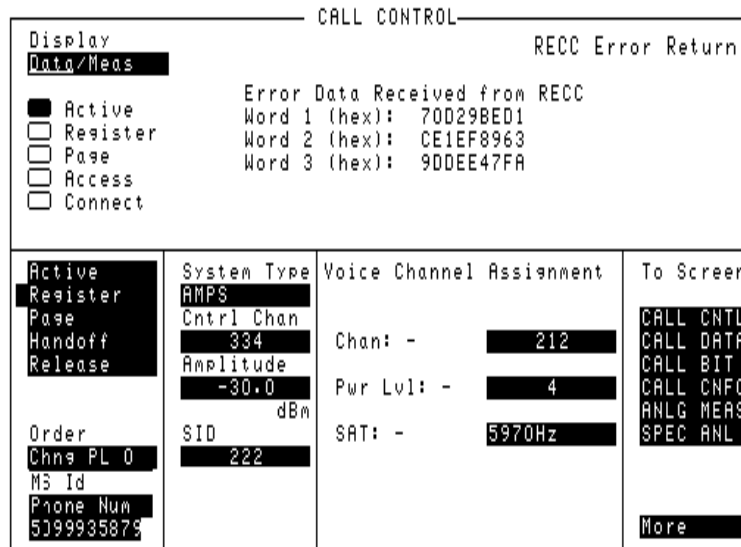 CALL CONTROL
Display
Data/Meas
RECC Error Return
Active
Register
Page
Access
Connect
Error Data Received from RECC
Word 1 (hex): 70D29BED1
Word 2 (hex): CE1EF8963
Word 3 (hex): 9DDEE47FA
Active
Register
Page
Handoff
Release
Order
Chng PL 0
MS Id
Phone Num
5099935879
System Type
AMPS
Cntrl Chan
334
Amplitude
-30.0
dBm
SID
222
Voice Channel Assignment
Chan: - 212
Pwr Lvl: - 4
SAT: - 5970Hz
To Screen
CALL CNTL
CALL DATA
CALL BIT
CALL CNFG
ANLG MEAS
SPEC ANL
More